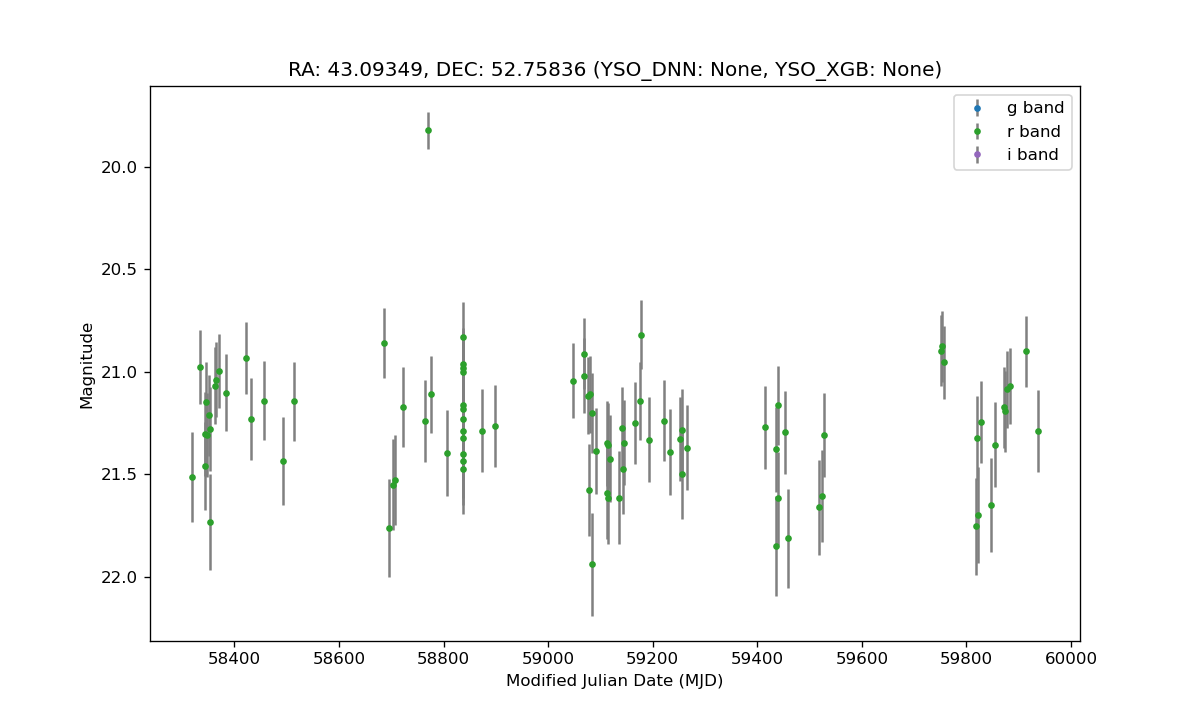 RA: 43.09349, DEC: 52.75836 (YSO_DNN: None, YSO_XGB: None)
g band
r band
i band
20.0
20.5
21.0
21.5
22.0
Magnitude
58400 58600 58800 59000 59200 59400 59600 59800 60000
Modified Julian Date (MJD)